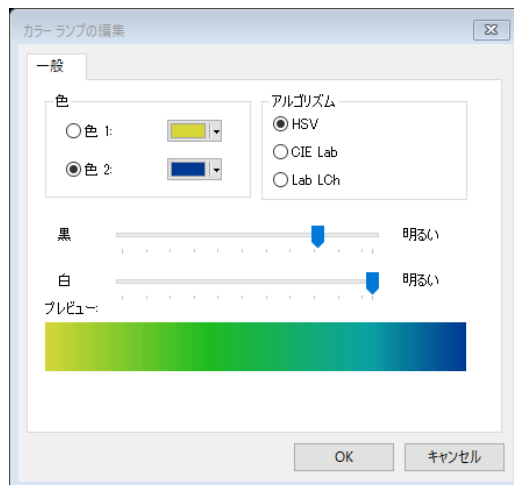 カラー ランプの編集
一般
色
色 1:
色 2:
アルゴリズム
HSV
CIE Lab
Lab LCh
黒 明るい
白 明るい
プレビュー:
OK キャンセル